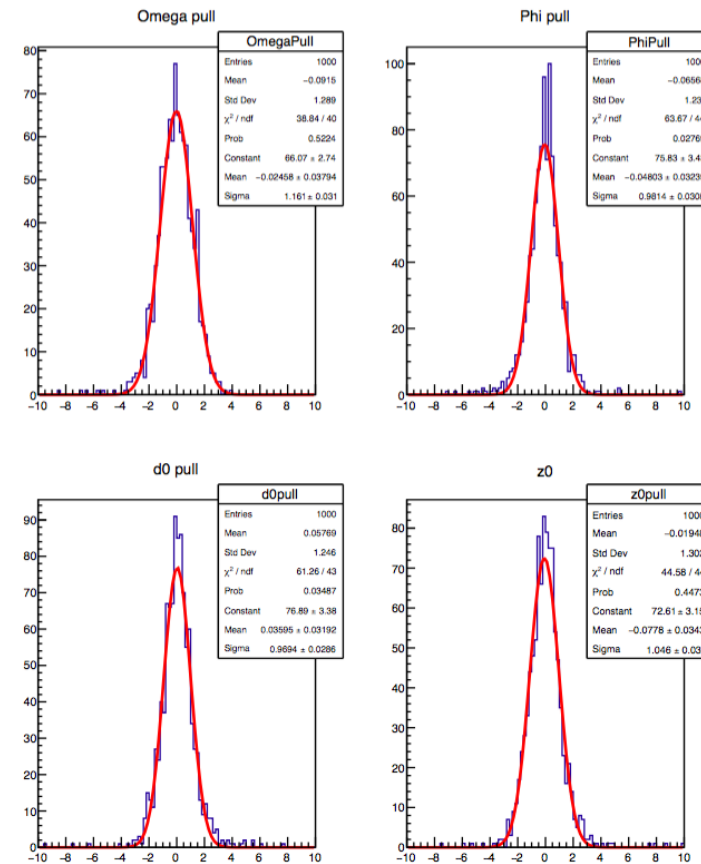 Omega pull
OmegaPull
Entries 1000
Mean −0.0915
Std Dev 1.289
χ² / ndf 38.84 / 40
Prob 0.5224
Constant 66.07 ± 2.74
Mean −0.02458 ± 0.03794
Sigma 1.161 ± 0.031
80
70
60
50
40
30
20
10
0
−10 −8 −6 −4 −2 0 2 4 6 8 10
Phi pull
PhiPull
Entries
Mean
Std Dev 1.23
χ² / ndf
Prob
Constant
Mean
Sigma
100
80
60
40
20
0
−10 −8 −6 −4 −2 0 2 4 6 8 10
d0 pull
d0pull
Entries 1000
Mean 0.05769
Std Dev 1.246
χ² / ndf 61.26 / 43
Prob 0.03487
Constant 76.89 ± 3.38
Mean 0.03595 ± 0.03192
Sigma 0.9694 ± 0.0286
90
80
70
60
50
40
30
20
10
0
−10 −8 −6 −4 −2 0 2 4 6 8 10
z0
z0pull
Entries
Mean
Std Dev
χ² / ndf
Prob
Constant
Mean
Sigma 1.046 ± 0.03
80
70
60
50
40
30
20
10
0
−10 −8 −6 −4 −2 0 2 4 6 8 10